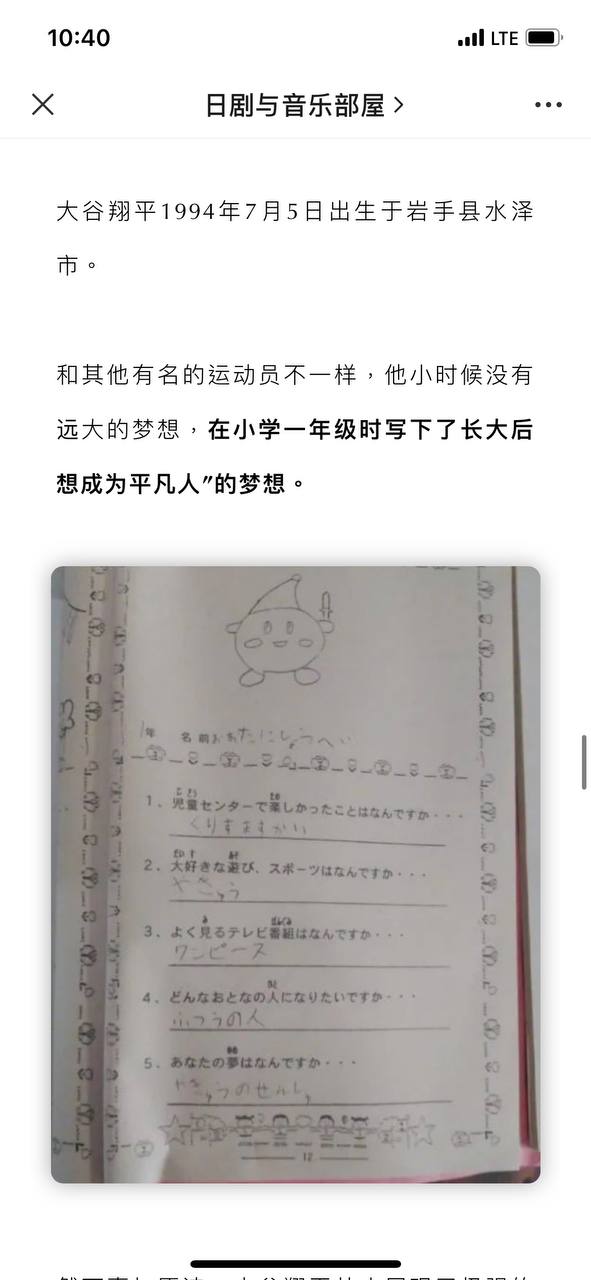 10:40
LTE
日剧与音乐部屋 >
大谷翔平1994年7月5日出生于岩手县水泽
市。
和其他有名的运动员不一样，他小时候没有
远大的梦想，在小学一年级时写下了长大后
想成为平凡人”的梦想。
1年 名前 おおたにしょうへい
1．児童センターで楽しかったことはなんですか・・・
くりすますかい
2．大好きな遊び、スポーツはなんですか・・・
やきゅう
3．よく見るテレビ番組はなんですか・・・
ワンピース
4．どんなおとなの人になりたいですか・・・
ふつうの人
5．あなたの夢はなんですか・・・
やきゅうのせんしゅ
12